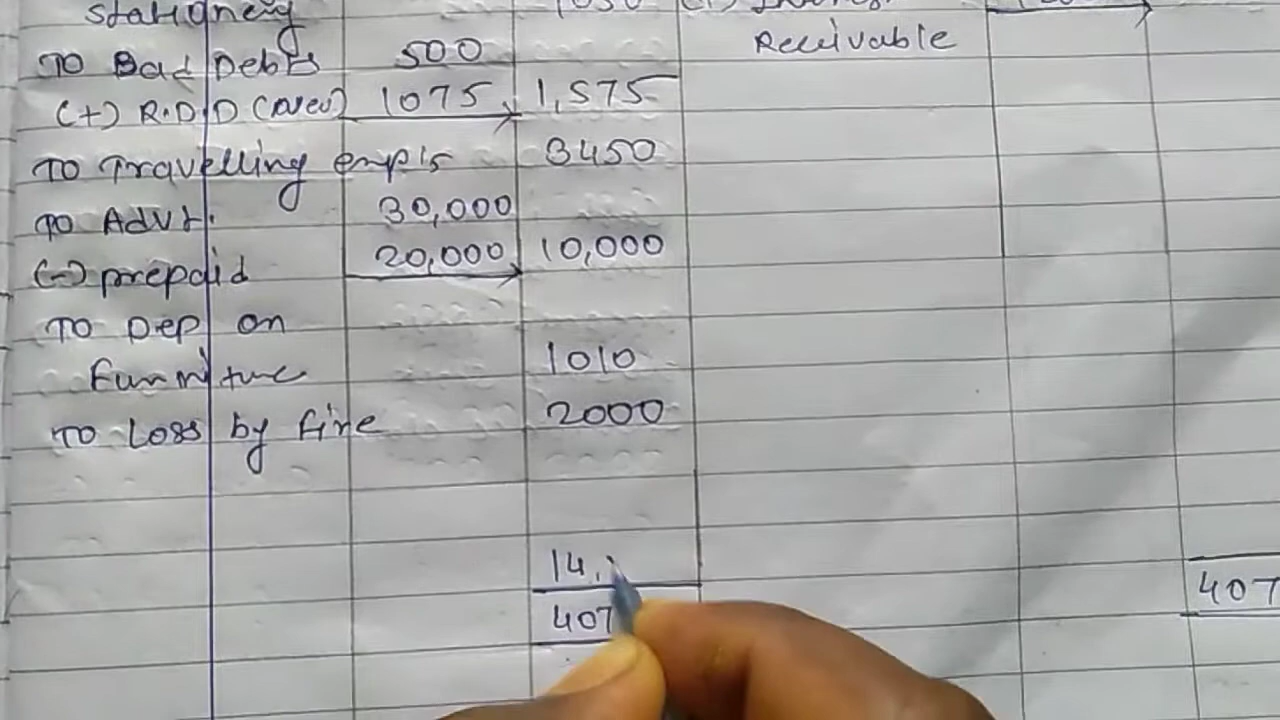 Stationery
Receivable
TO Bad Debts 500
(+) R.D.D (New) 1075 1,575
TO Travelling exp's 3450
TO Advt. 30,000
(-) prepaid 20,000 10,000
TO Dep on
Furniture 1010
TO Loss by fire 2000
14,
407 407